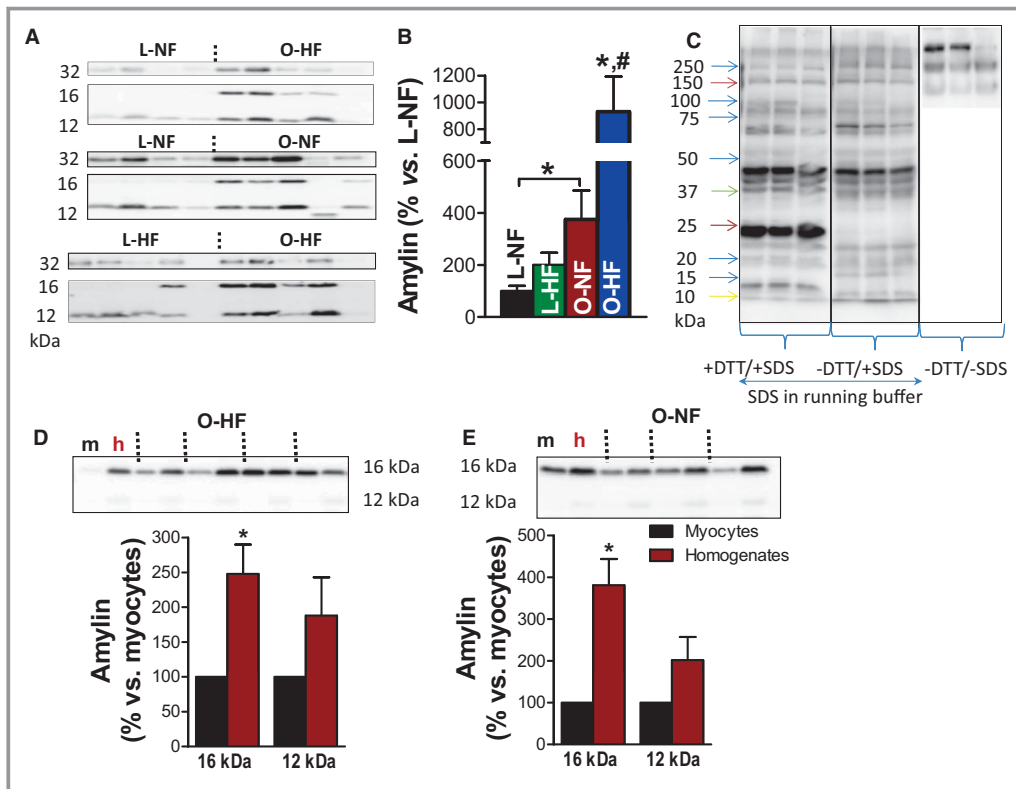 A
L-NF
O-HF
32
16
12
L-NF
O-NF
32
16
12
L-HF
O-HF
32
16
12
kDa
B
Amylin (% vs. L-NF)
1200
1000
800
600
400
200
0
*
*,#
L-NF
L-HF
O-NF
O-HF
C
250
150
100
75
50
37
25
20
15
10
kDa
+DTT/+SDS
-DTT/+SDS
-DTT/-SDS
SDS in running buffer
D
O-HF
m h
16 kDa
12 kDa
Amylin
(% vs. myocytes)
300
250
200
150
100
50
0
*
16 kDa 12 kDa
E
O-NF
m h
16 kDa
12 kDa
Myocytes
Homogenates
Amylin
(% vs. myocytes)
500
400
300
200
100
0
*
16 kDa 12 kDa